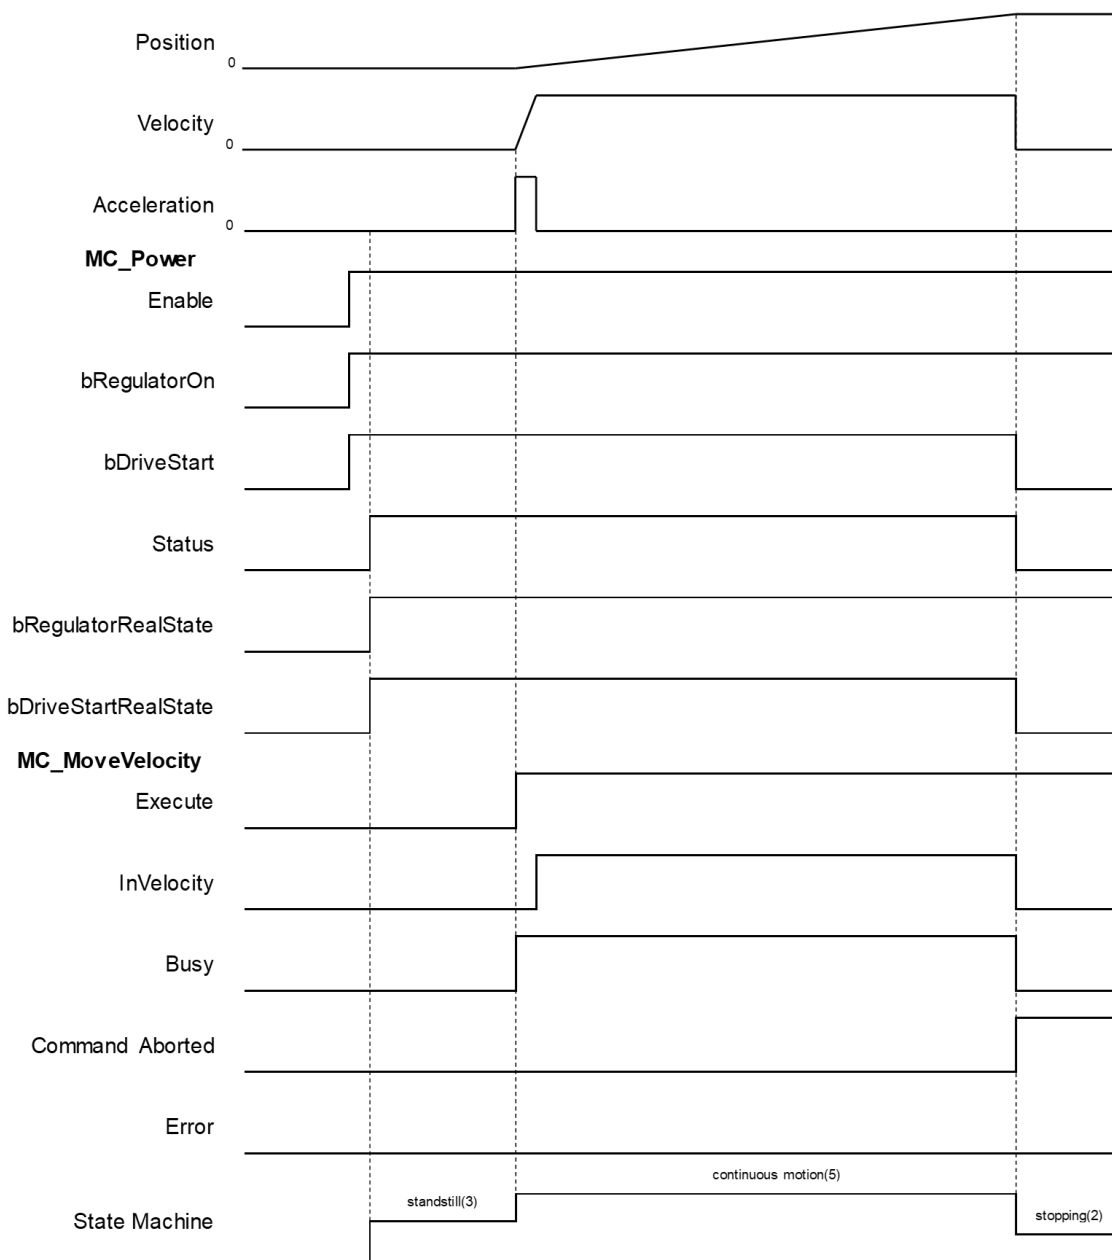 Position
0
Velocity
0
Acceleration
0
MC_Power
Enable
bRegulatorOn
bDriveStart
Status
bRegulatorRealState
bDriveStartRealState
MC_MoveVelocity
Execute
InVelocity
Busy
Command Aborted
Error
continuous motion(5)
standstill(3)
stopping(2)
State Machine